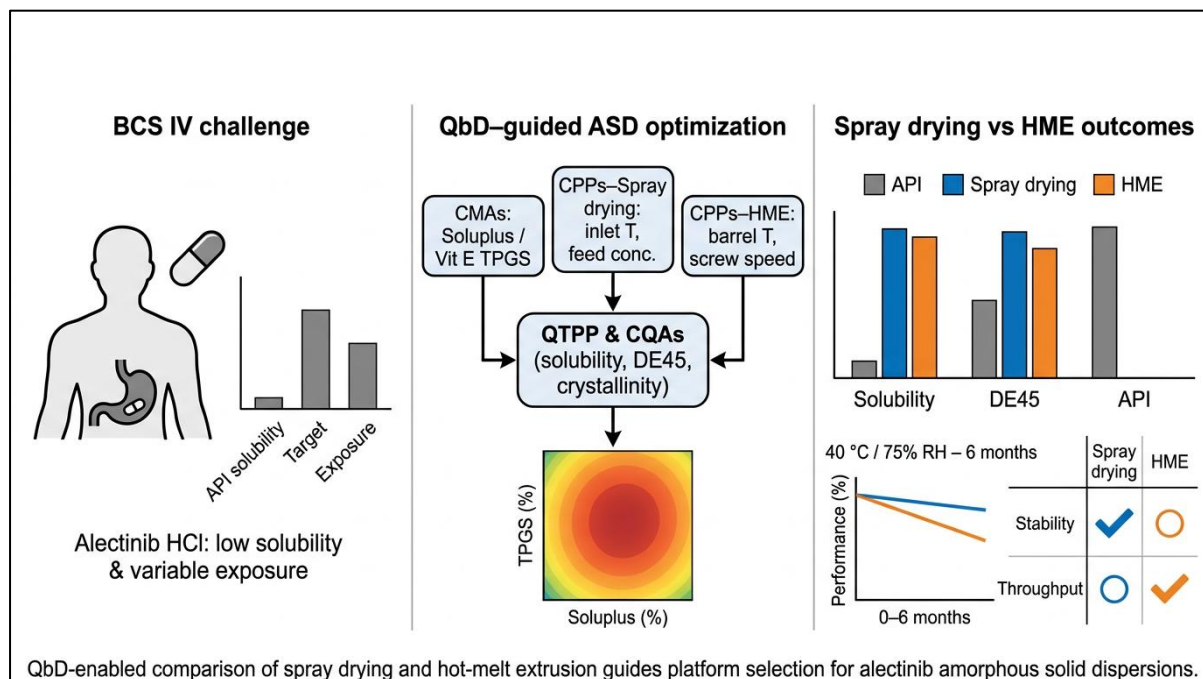 BCS IV challenge
API solubility
Target
Exposure
Alectinib HCl: low solubility
& variable exposure
QbD–guided ASD optimization
CMAs:
Soluplus /
Vit E TPGS
CPPs–Spray
drying:
inlet T,
feed conc.
CPPs–HME:
barrel T,
screw speed
QTPP & CQAs
(solubility, DE45,
crystallinity)
TPGS (%)
Soluplus (%)
Spray drying vs HME outcomes
API
Spray drying
HME
Solubility
DE45
API
40 °C / 75% RH – 6 months
Performance (%)
0–6 months
Spray
drying
HME
Stability
Throughput
QbD-enabled comparison of spray drying and hot-melt extrusion guides platform selection for alectinib amorphous solid dispersions.